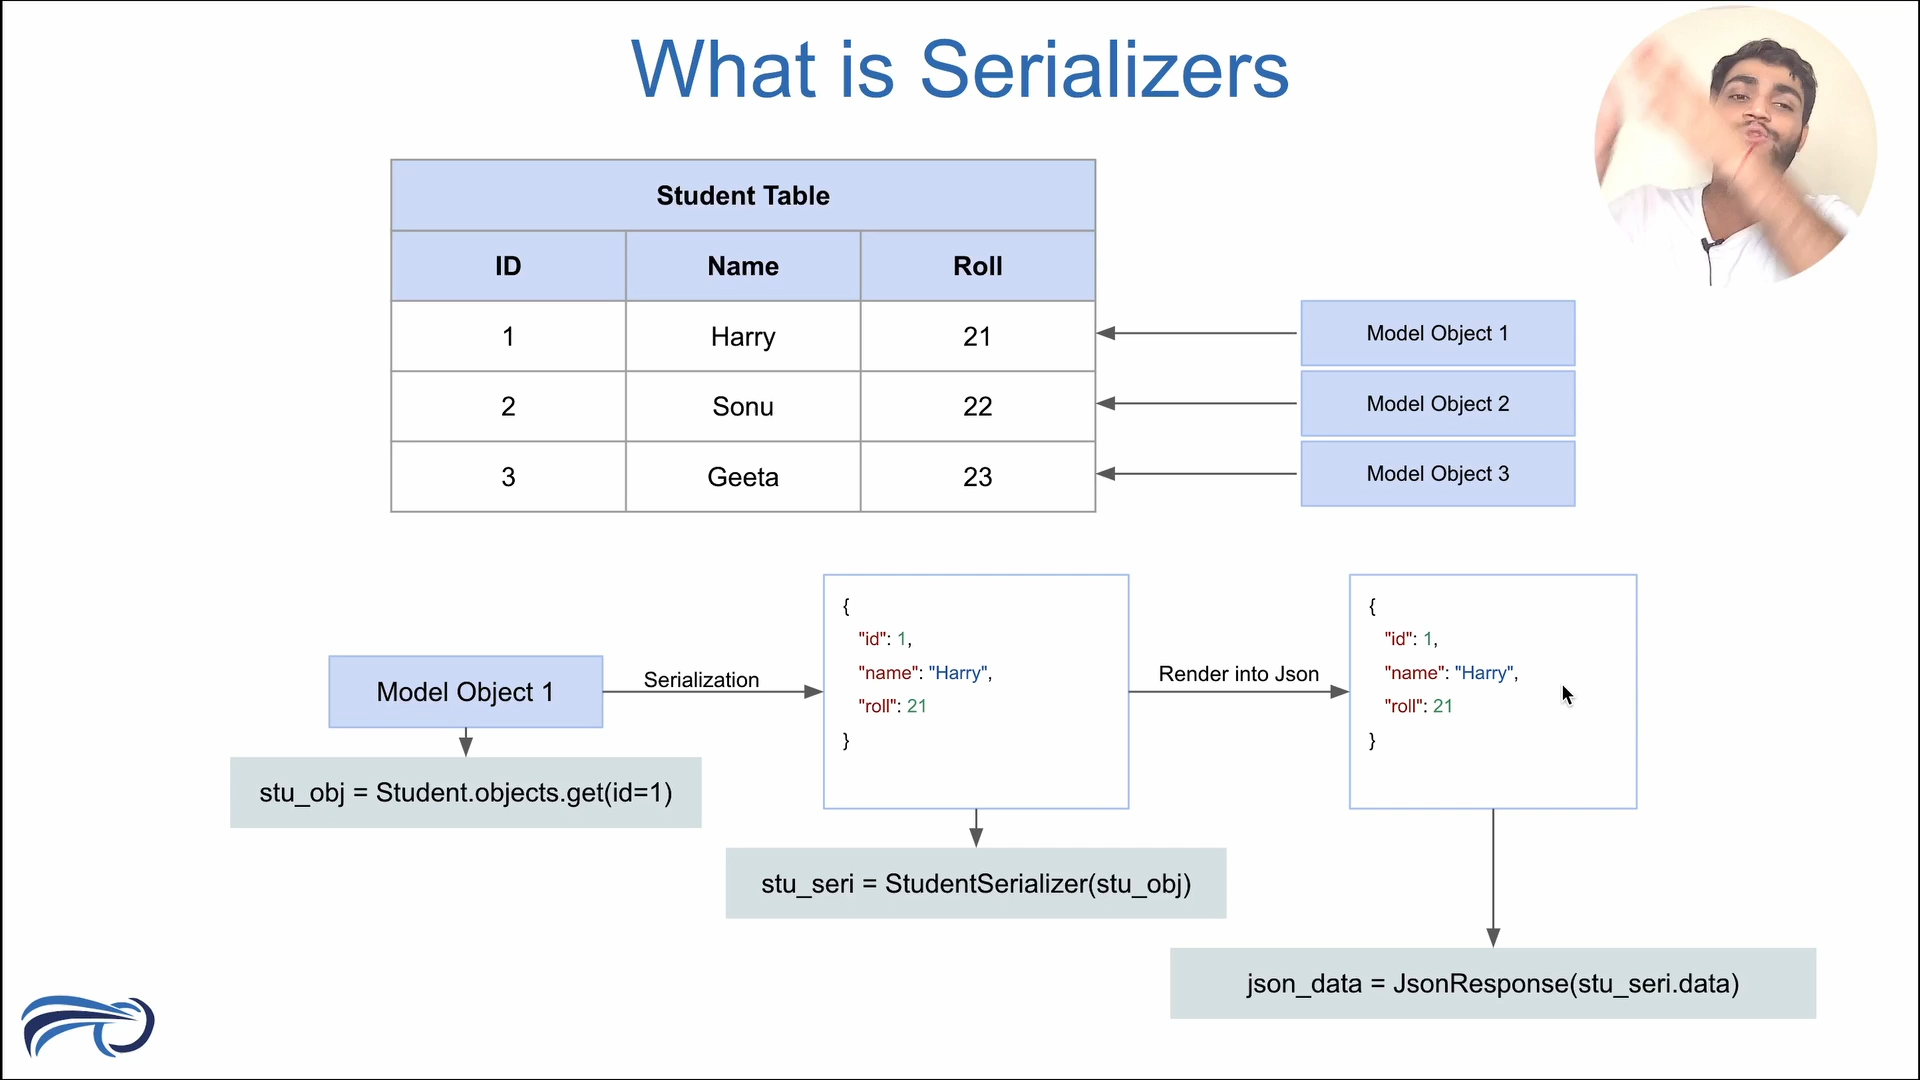 What is Serializers
Student Table
ID Name Roll
1 Harry 21
2 Sonu 22
3 Geeta 23
Model Object 1
Model Object 2
Model Object 3
Model Object 1
stu_obj = Student.objects.get(id=1)
Serialization
{
"id": 1,
"name": "Harry",
"roll": 21
}
stu_seri = StudentSerializer(stu_obj)
Render into Json
{
"id": 1,
"name": "Harry",
"roll": 21
}
json_data = JsonResponse(stu_seri.data)